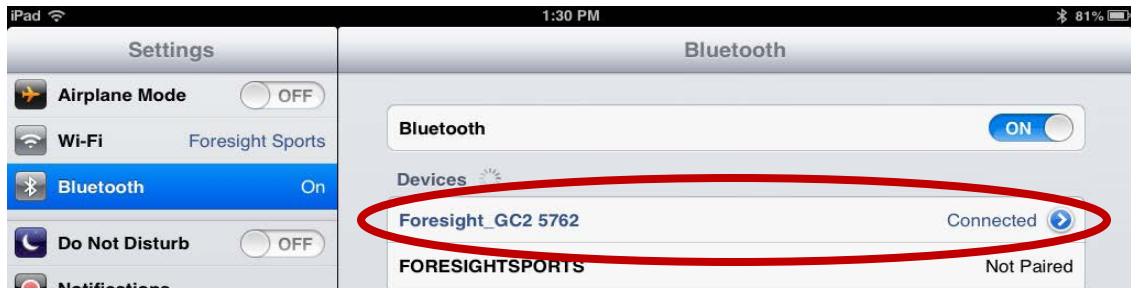 iPad 1:30 PM 81%
Settings
Airplane Mode OFF
Wi-Fi Foresight Sports
Bluetooth On
Do Not Disturb OFF
Notifications
Bluetooth
Bluetooth ON
Devices
Foresight_GC2 5762 Connected
FORESIGHTSPORTS Not Paired